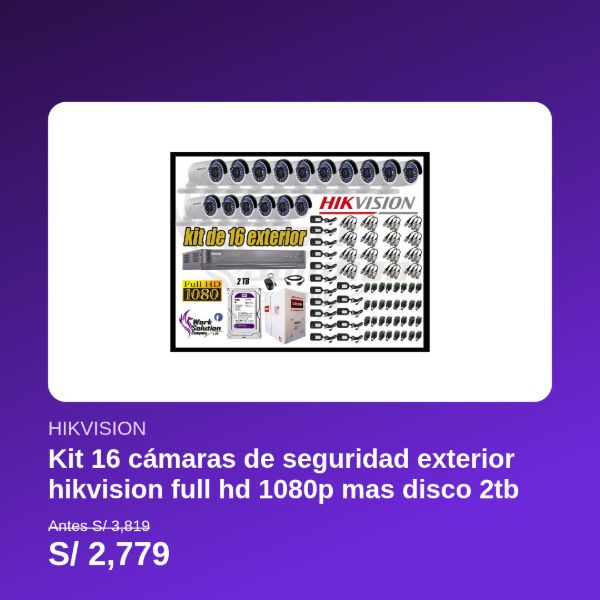 HIKVISION
kit de 16 exterior
Full HD
1080
2 TB
Work
Solution
Company
HIKVISION
Kit 16 cámaras de seguridad exterior
hikvision full hd 1080p mas disco 2tb
Antes S/ 3,819
S/ 2,779